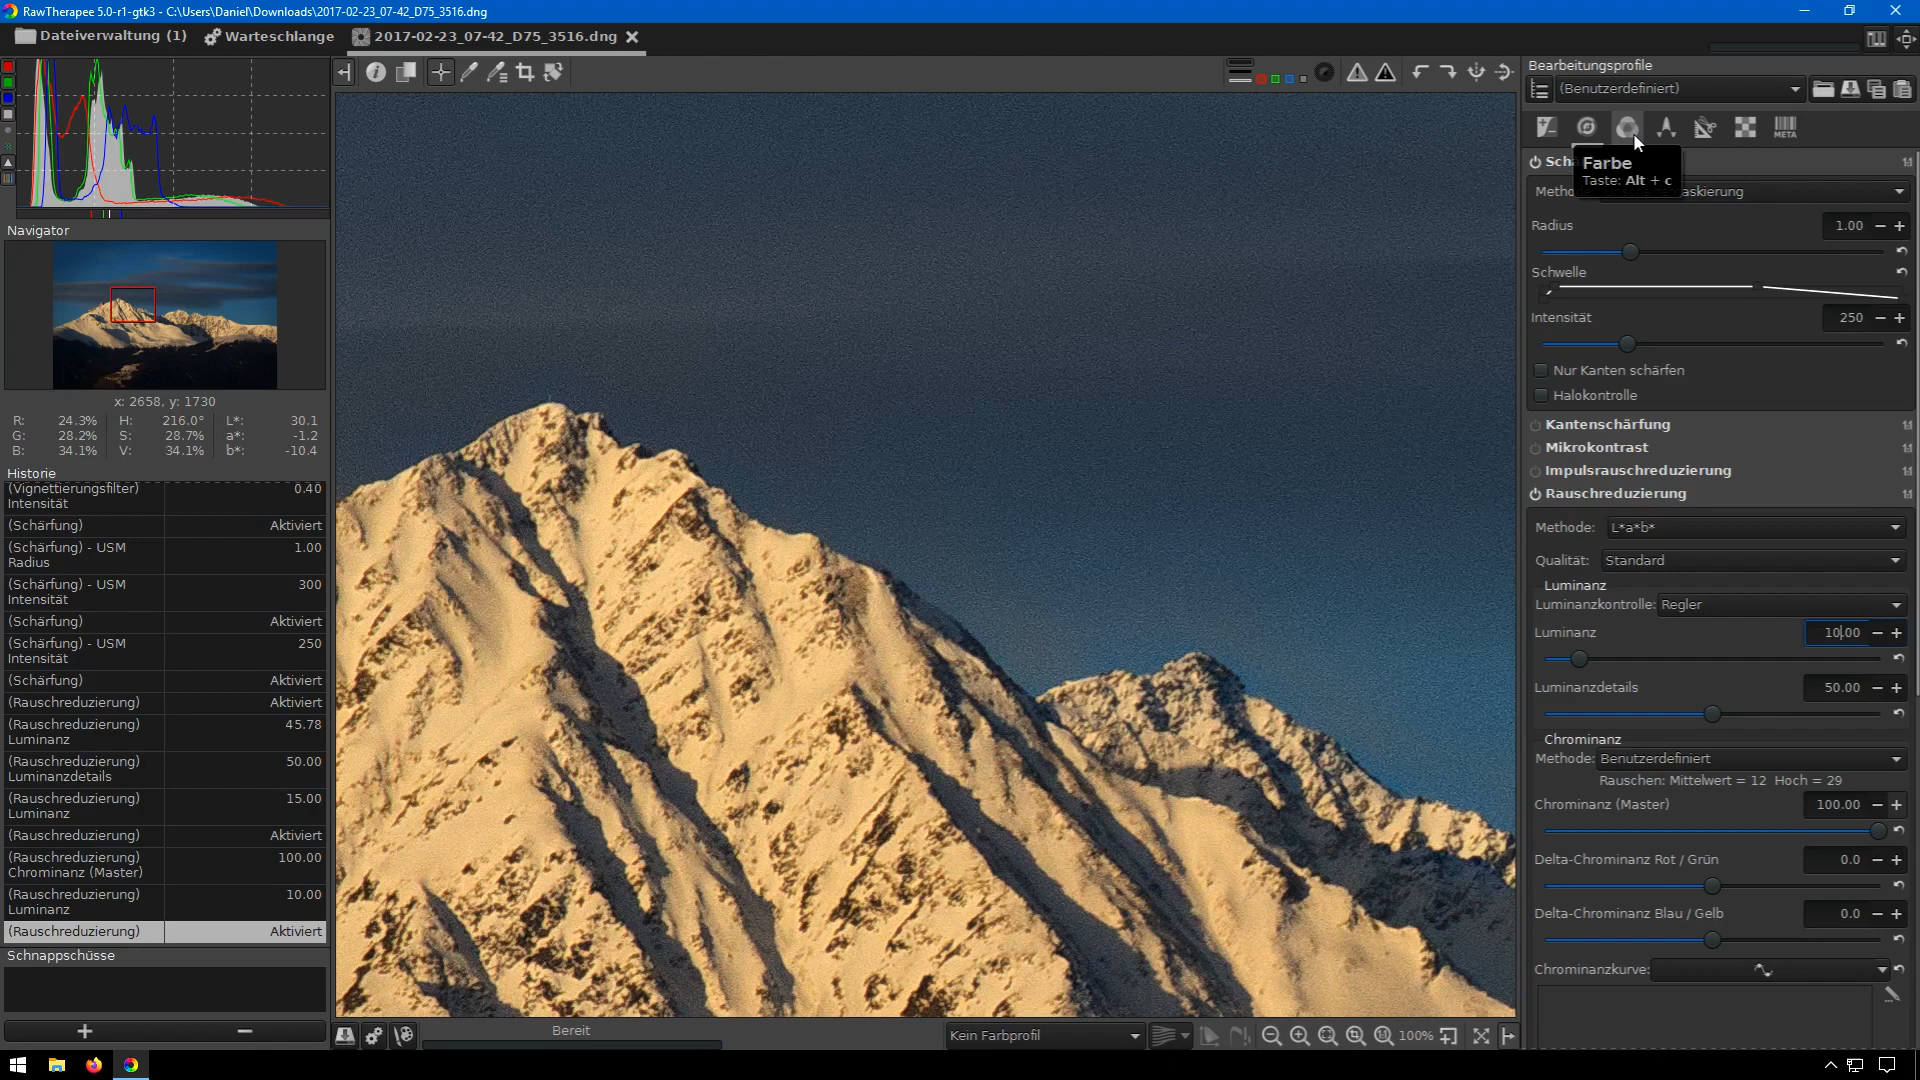 RawTherapee 5.0-r1-gtk3 - C:\Users\Daniel\Downloads\2017-02-23_07-42_D75_3516.dng
Dateiverwaltung (1)
Warteschlange
2017-02-23_07-42_D75_3516.dng
Navigator
x: 2658, y: 1730
R: 24.3% H: 216.0° L*: 30.1
G: 28.2% S: 28.7% a*: -1.2
B: 34.1% V: 34.1% b*: -10.4
Historie
(Vignettierungsfilter) 0.40
Intensität
(Schärfung) Aktiviert
(Schärfung) - USM 1.00
Radius
(Schärfung) - USM 300
Intensität
(Schärfung) Aktiviert
(Schärfung) - USM 250
Intensität
(Schärfung) Aktiviert
(Rauschreduzierung) Aktiviert
(Rauschreduzierung) 45.78
Luminanz
(Rauschreduzierung) 50.00
Luminanzdetails
(Rauschreduzierung) 15.00
Luminanz
(Rauschreduzierung) Aktiviert
(Rauschreduzierung) 100.00
Chrominanz (Master)
(Rauschreduzierung) 10.00
Luminanz
(Rauschreduzierung) Aktiviert
Schnappschüsse
Bereit
Kein Farbprofil
100%
Bearbeitungsprofile
(Benutzerdefiniert)
META
Farbe
Taste: Alt + c
Radius 1.00
Schwelle
Intensität 250
Nur Kanten schärfen
Halokontrolle
Kantenschärfung
Mikrokontrast
Impulsrauschreduzierung
Rauschreduzierung
Methode: L*a*b*
Qualität: Standard
Luminanz
Luminanzkontrolle: Regler
Luminanz 10.00
Luminanzdetails 50.00
Chrominanz
Methode: Benutzerdefiniert
Rauschen: Mittelwert = 12 Hoch = 29
Chrominanz (Master) 100.00
Delta-Chrominanz Rot / Grün 0.0
Delta-Chrominanz Blau / Gelb 0.0
Chrominanzkurve: